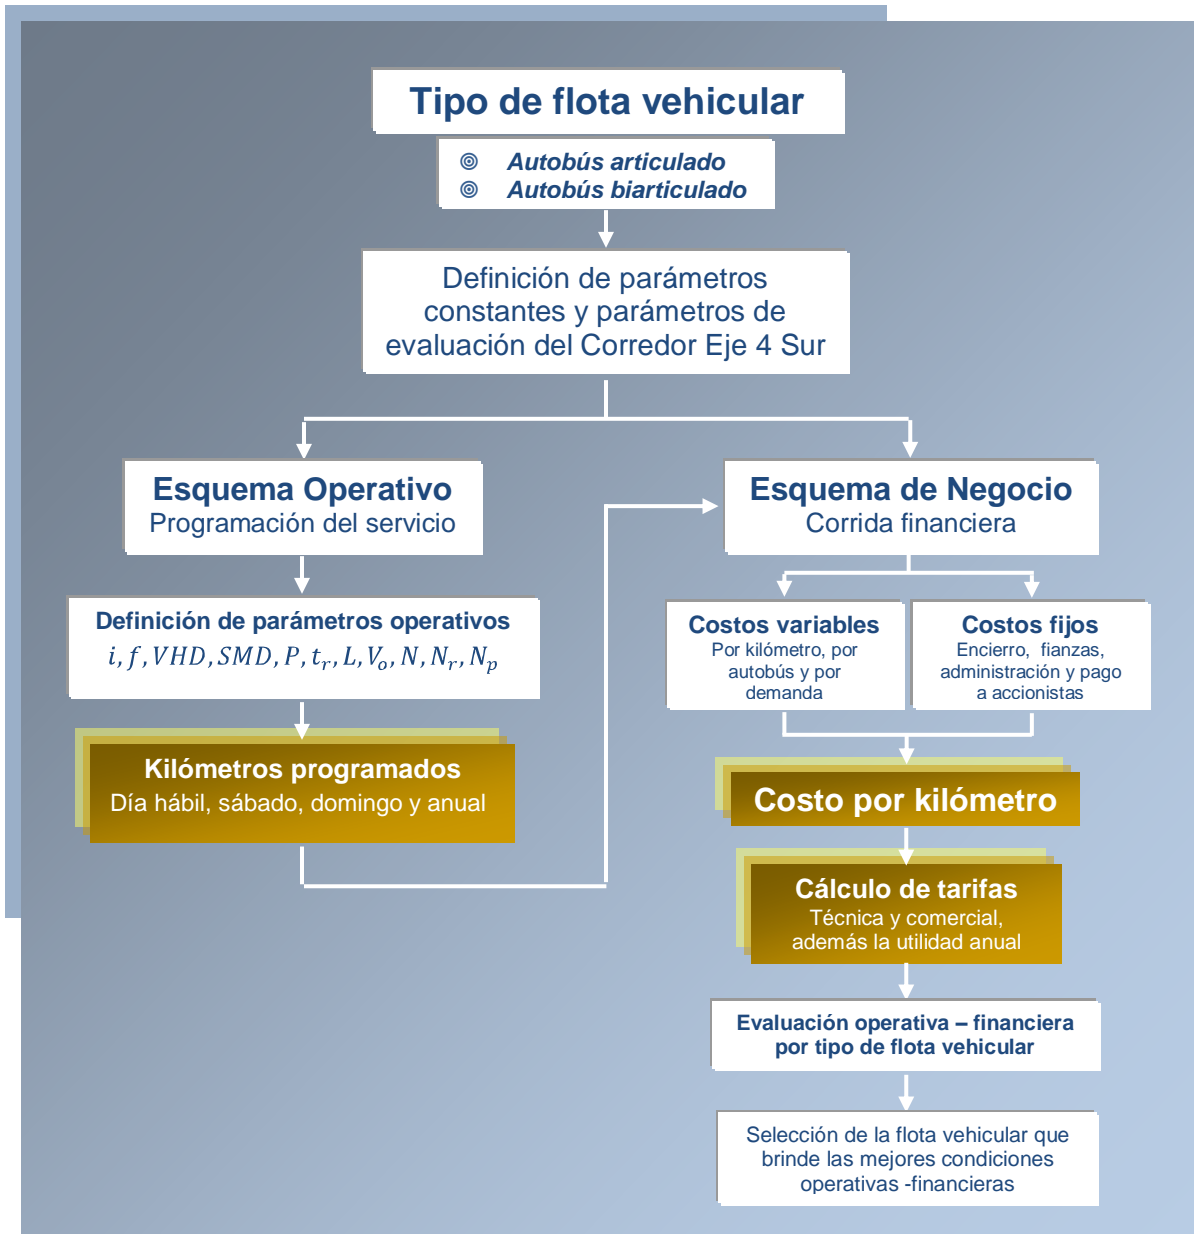 Tipo de flota vehicular
◎ Autobús articulado
◎ Autobús biarticulado
Definición de parámetros
constantes y parámetros de
evaluación del Corredor Eje 4 Sur
Esquema Operativo
Programación del servicio
Definición de parámetros operativos
i, f, VHD, SMD, P, t_r, L, V_o, N, N_r, N_p
Kilómetros programados
Día hábil, sábado, domingo y anual
Esquema de Negocio
Corrida financiera
Costos variables
Por kilómetro, por
autobús y por
demanda
Costos fijos
Encierro, fianzas,
administración y pago
a accionistas
Costo por kilómetro
Cálculo de tarifas
Técnica y comercial,
además la utilidad anual
Evaluación operativa – financiera
por tipo de flota vehicular
Selección de la flota vehicular que
brinde las mejores condiciones
operativas -financieras